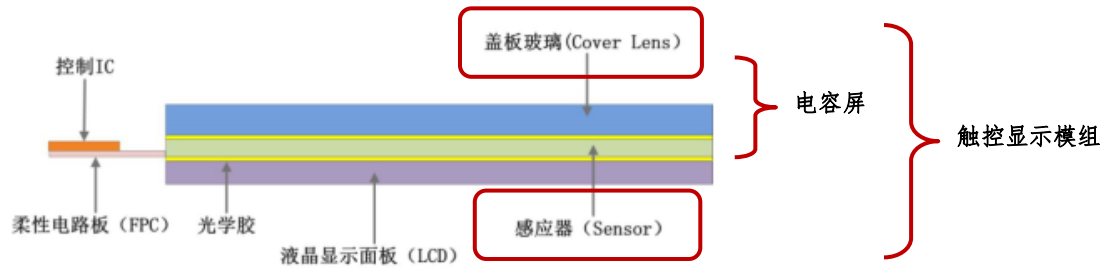 盖板玻璃(Cover Lens)
控制IC
电容屏
触控显示模组
柔性电路板（FPC）
光学胶
感应器（Sensor）
液晶显示面板（LCD）